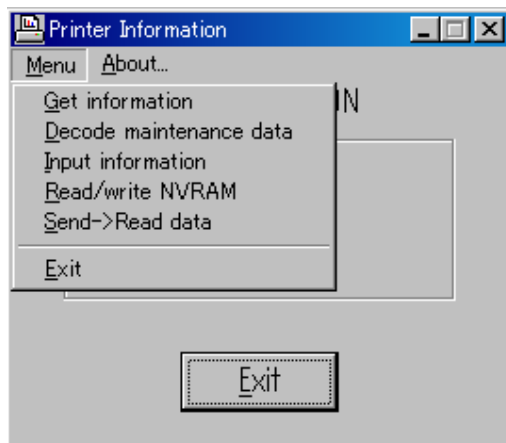 Printer Information
Menu About...
Get information
IN
Decode maintenance data
Input information
Read/write NVRAM
Send->Read data
Exit
Exit